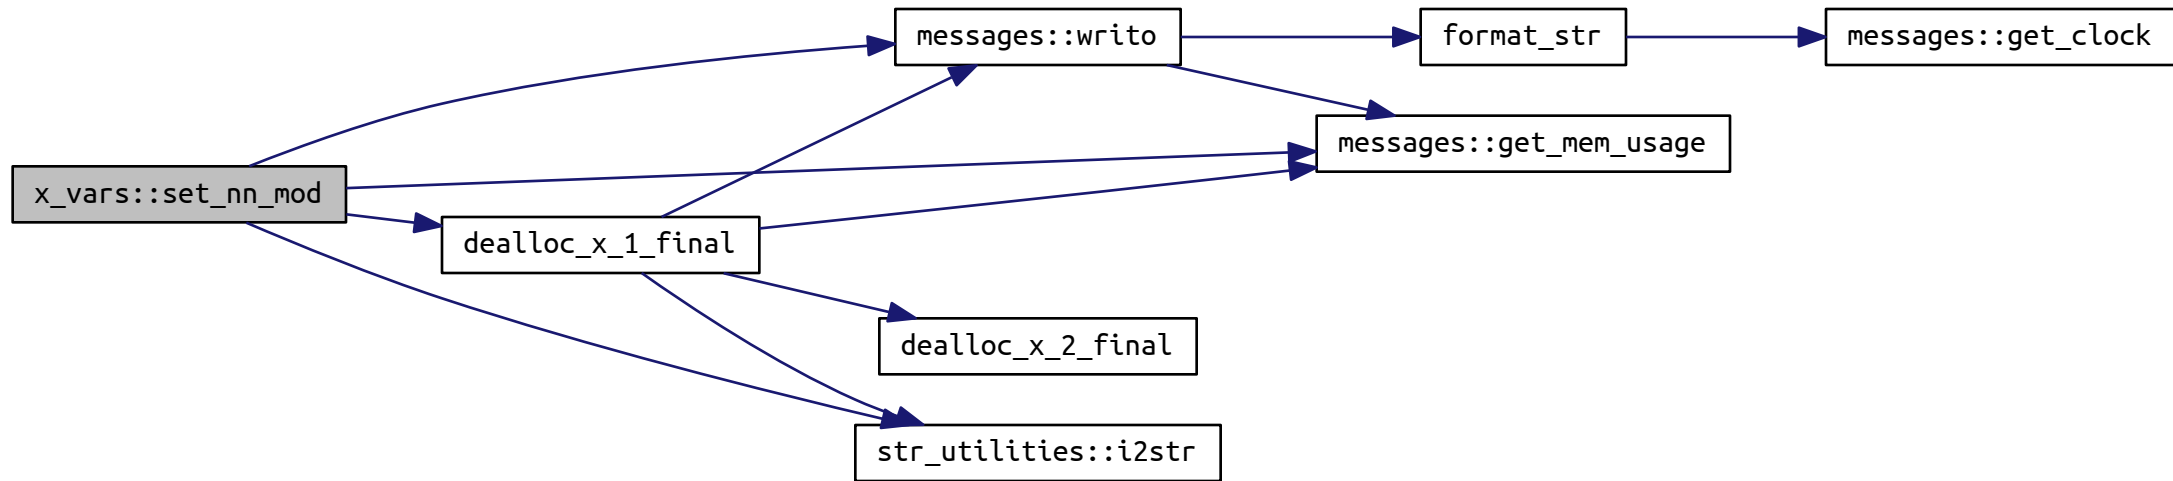 messages::writo
format_str
messages::get_clock
messages::get_mem_usage
x_vars::set_nn_mod
dealloc_x_1_final
dealloc_x_2_final
str_utilities::i2str